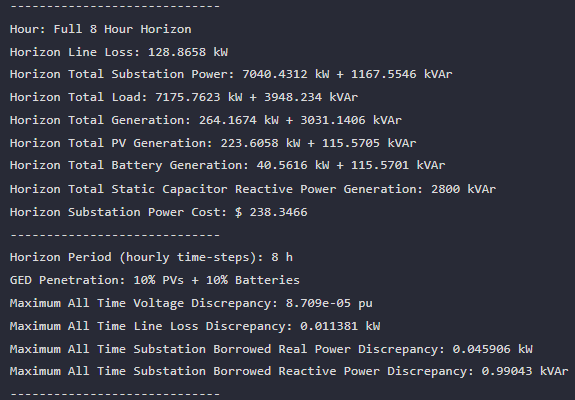 -----------------------------
Hour: Full 8 Hour Horizon
Horizon Line Loss: 128.8658 kW
Horizon Total Substation Power: 7040.4312 kW + 1167.5546 kVAr
Horizon Total Load: 7175.7623 kW + 3948.234 kVAr
Horizon Total Generation: 264.1674 kW + 3031.1406 kVAr
Horizon Total PV Generation: 223.6058 kW + 115.5705 kVAr
Horizon Total Battery Generation: 40.5616 kW + 115.5701 kVAr
Horizon Total Static Capacitor Reactive Power Generation: 2800 kVAr
Horizon Substation Power Cost: $ 238.3466
-----------------------------
Horizon Period (hourly time-steps): 8 h
GED Penetration: 10% PVs + 10% Batteries
Maximum All Time Voltage Discrepancy: 8.709e-05 pu
Maximum All Time Line Loss Discrepancy: 0.011381 kW
Maximum All Time Substation Borrowed Real Power Discrepancy: 0.045906 kW
Maximum All Time Substation Borrowed Reactive Power Discrepancy: 0.99043 kVAr
-----------------------------